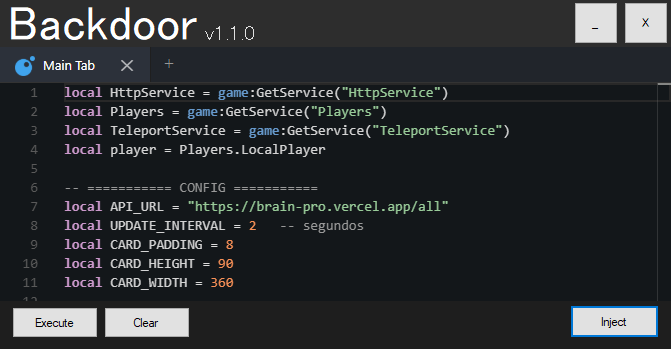 Backdoor v1.1.0
_ X
Main Tab × +
1 local HttpService = game:GetService("HttpService")
2 local Players = game:GetService("Players")
3 local TeleportService = game:GetService("TeleportService")
4 local player = Players.LocalPlayer
5
6 -- =========== CONFIG ===========
7 local API_URL = "https://brain-pro.vercel.app/all"
8 local UPDATE_INTERVAL = 2 -- segundos
9 local CARD_PADDING = 8
10 local CARD_HEIGHT = 90
11 local CARD_WIDTH = 360
12
Execute Clear Inject